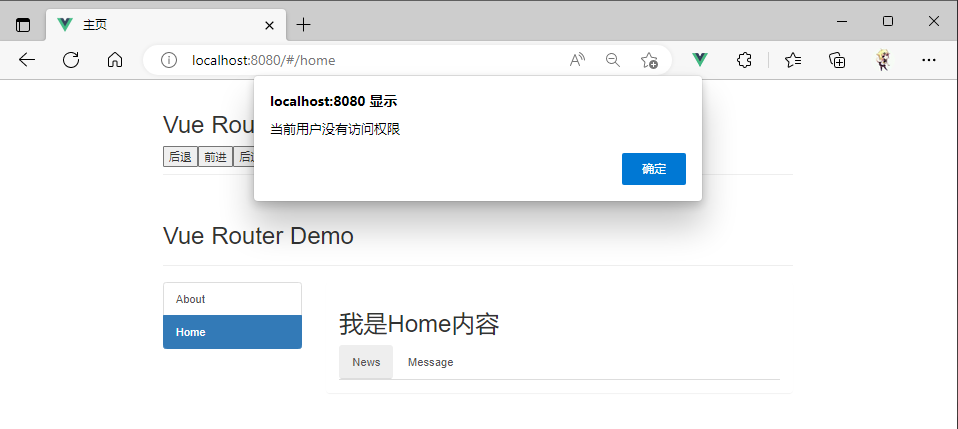 主页
localhost:8080/#/home
localhost:8080 显示
当前用户没有访问权限
确定
Vue Rou
后退 前进 后
Vue Router Demo
About
Home
我是Home内容
News Message